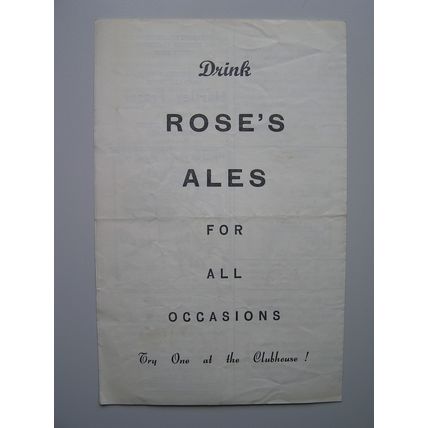 Drink
ROSE'S
ALES
FOR
ALL
OCCASIONS
Try One at the Clubhouse!